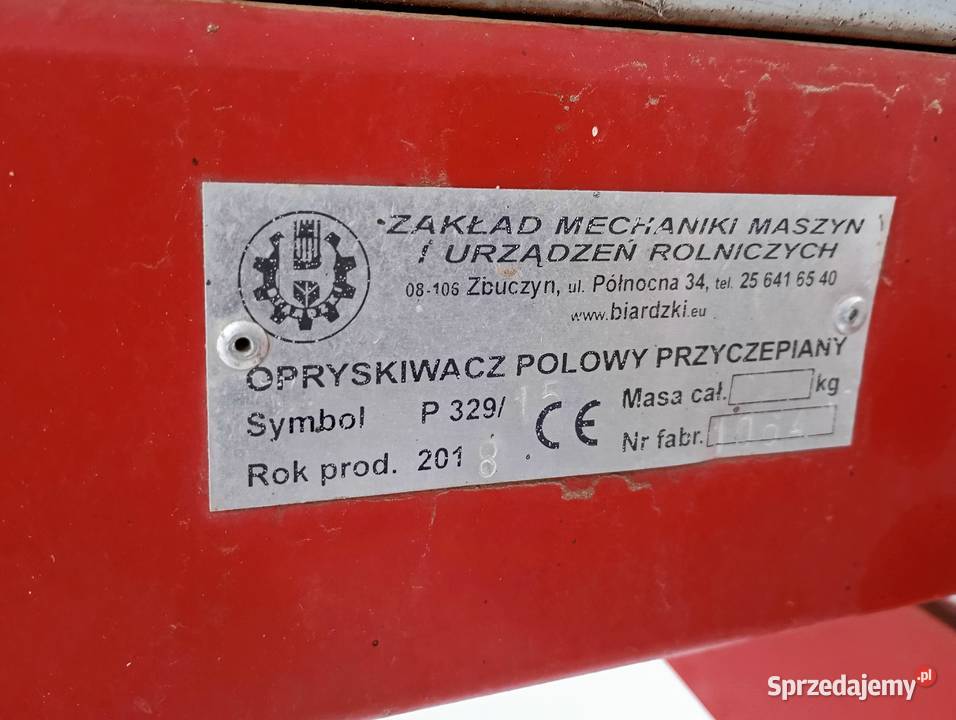 ZAKŁAD MECHANIKI MASZYN
I URZĄDZEŃ ROLNICZYCH
08-106 Zbuczyn, ul. Północna 34, tel. 25 641 65 40
www.biardzki.eu
OPRYSKIWACZ POLOWY PRZYCZEPIANY
Symbol P 329/15
Masa cał. kg
Rok prod. 2018
CE
Nr fabr.
Sprzedajemy.pl